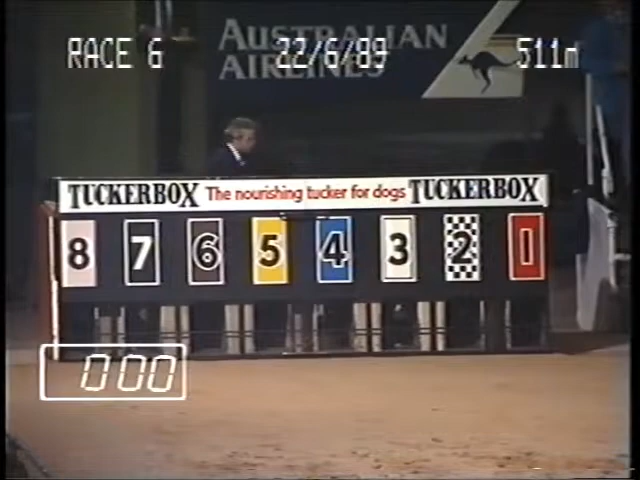 RACE 6 22/6/89 511m
AUSTRALIAN
AIRLINES
TUCKERBOX The nourishing tucker for dogs TUCKERBOX
8 7 6 5 4 3 2 1
000